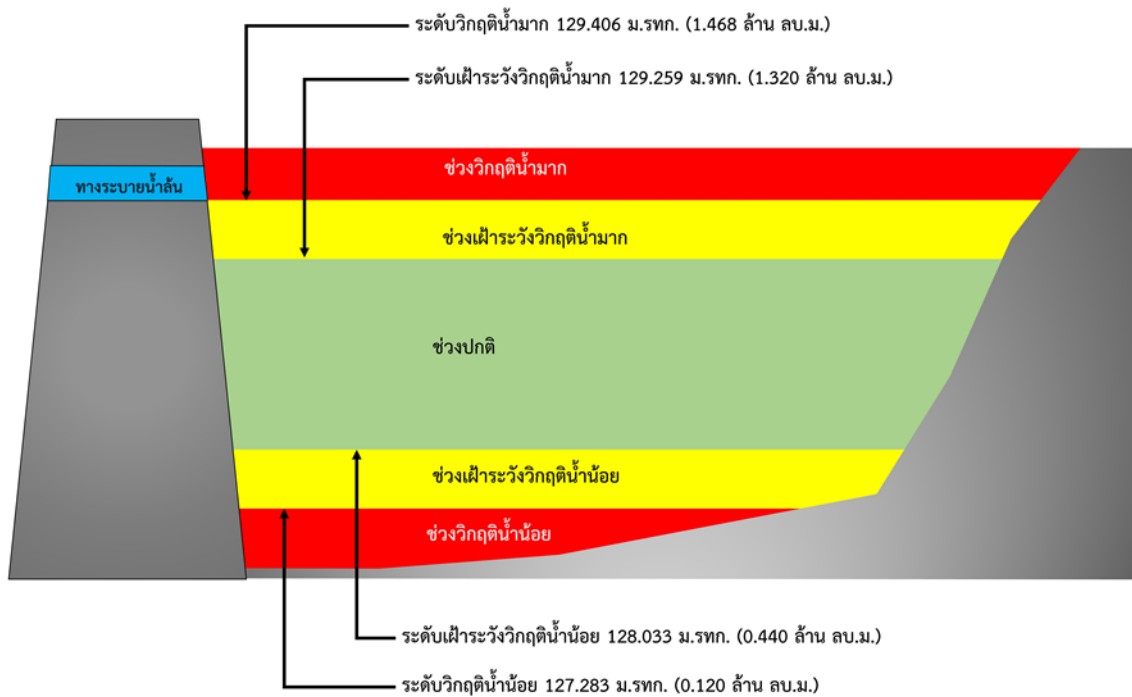 ระดับวิกฤติน้ำมาก 129.406 ม.รทก. (1.468 ล้าน ลบ.ม.)
ระดับเฝ้าระวังวิกฤติน้ำมาก 129.259 ม.รทก. (1.320 ล้าน ลบ.ม.)
ช่วงวิกฤติน้ำมาก
ทางระบายน้ำล้น
ช่วงเฝ้าระวังวิกฤติน้ำมาก
ช่วงปกติ
ช่วงเฝ้าระวังวิกฤติน้ำน้อย
ช่วงวิกฤติน้ำน้อย
ระดับเฝ้าระวังวิกฤติน้ำน้อย 128.033 ม.รทก. (0.440 ล้าน ลบ.ม.)
ระดับวิกฤติน้ำน้อย 127.283 ม.รทก. (0.120 ล้าน ลบ.ม.)